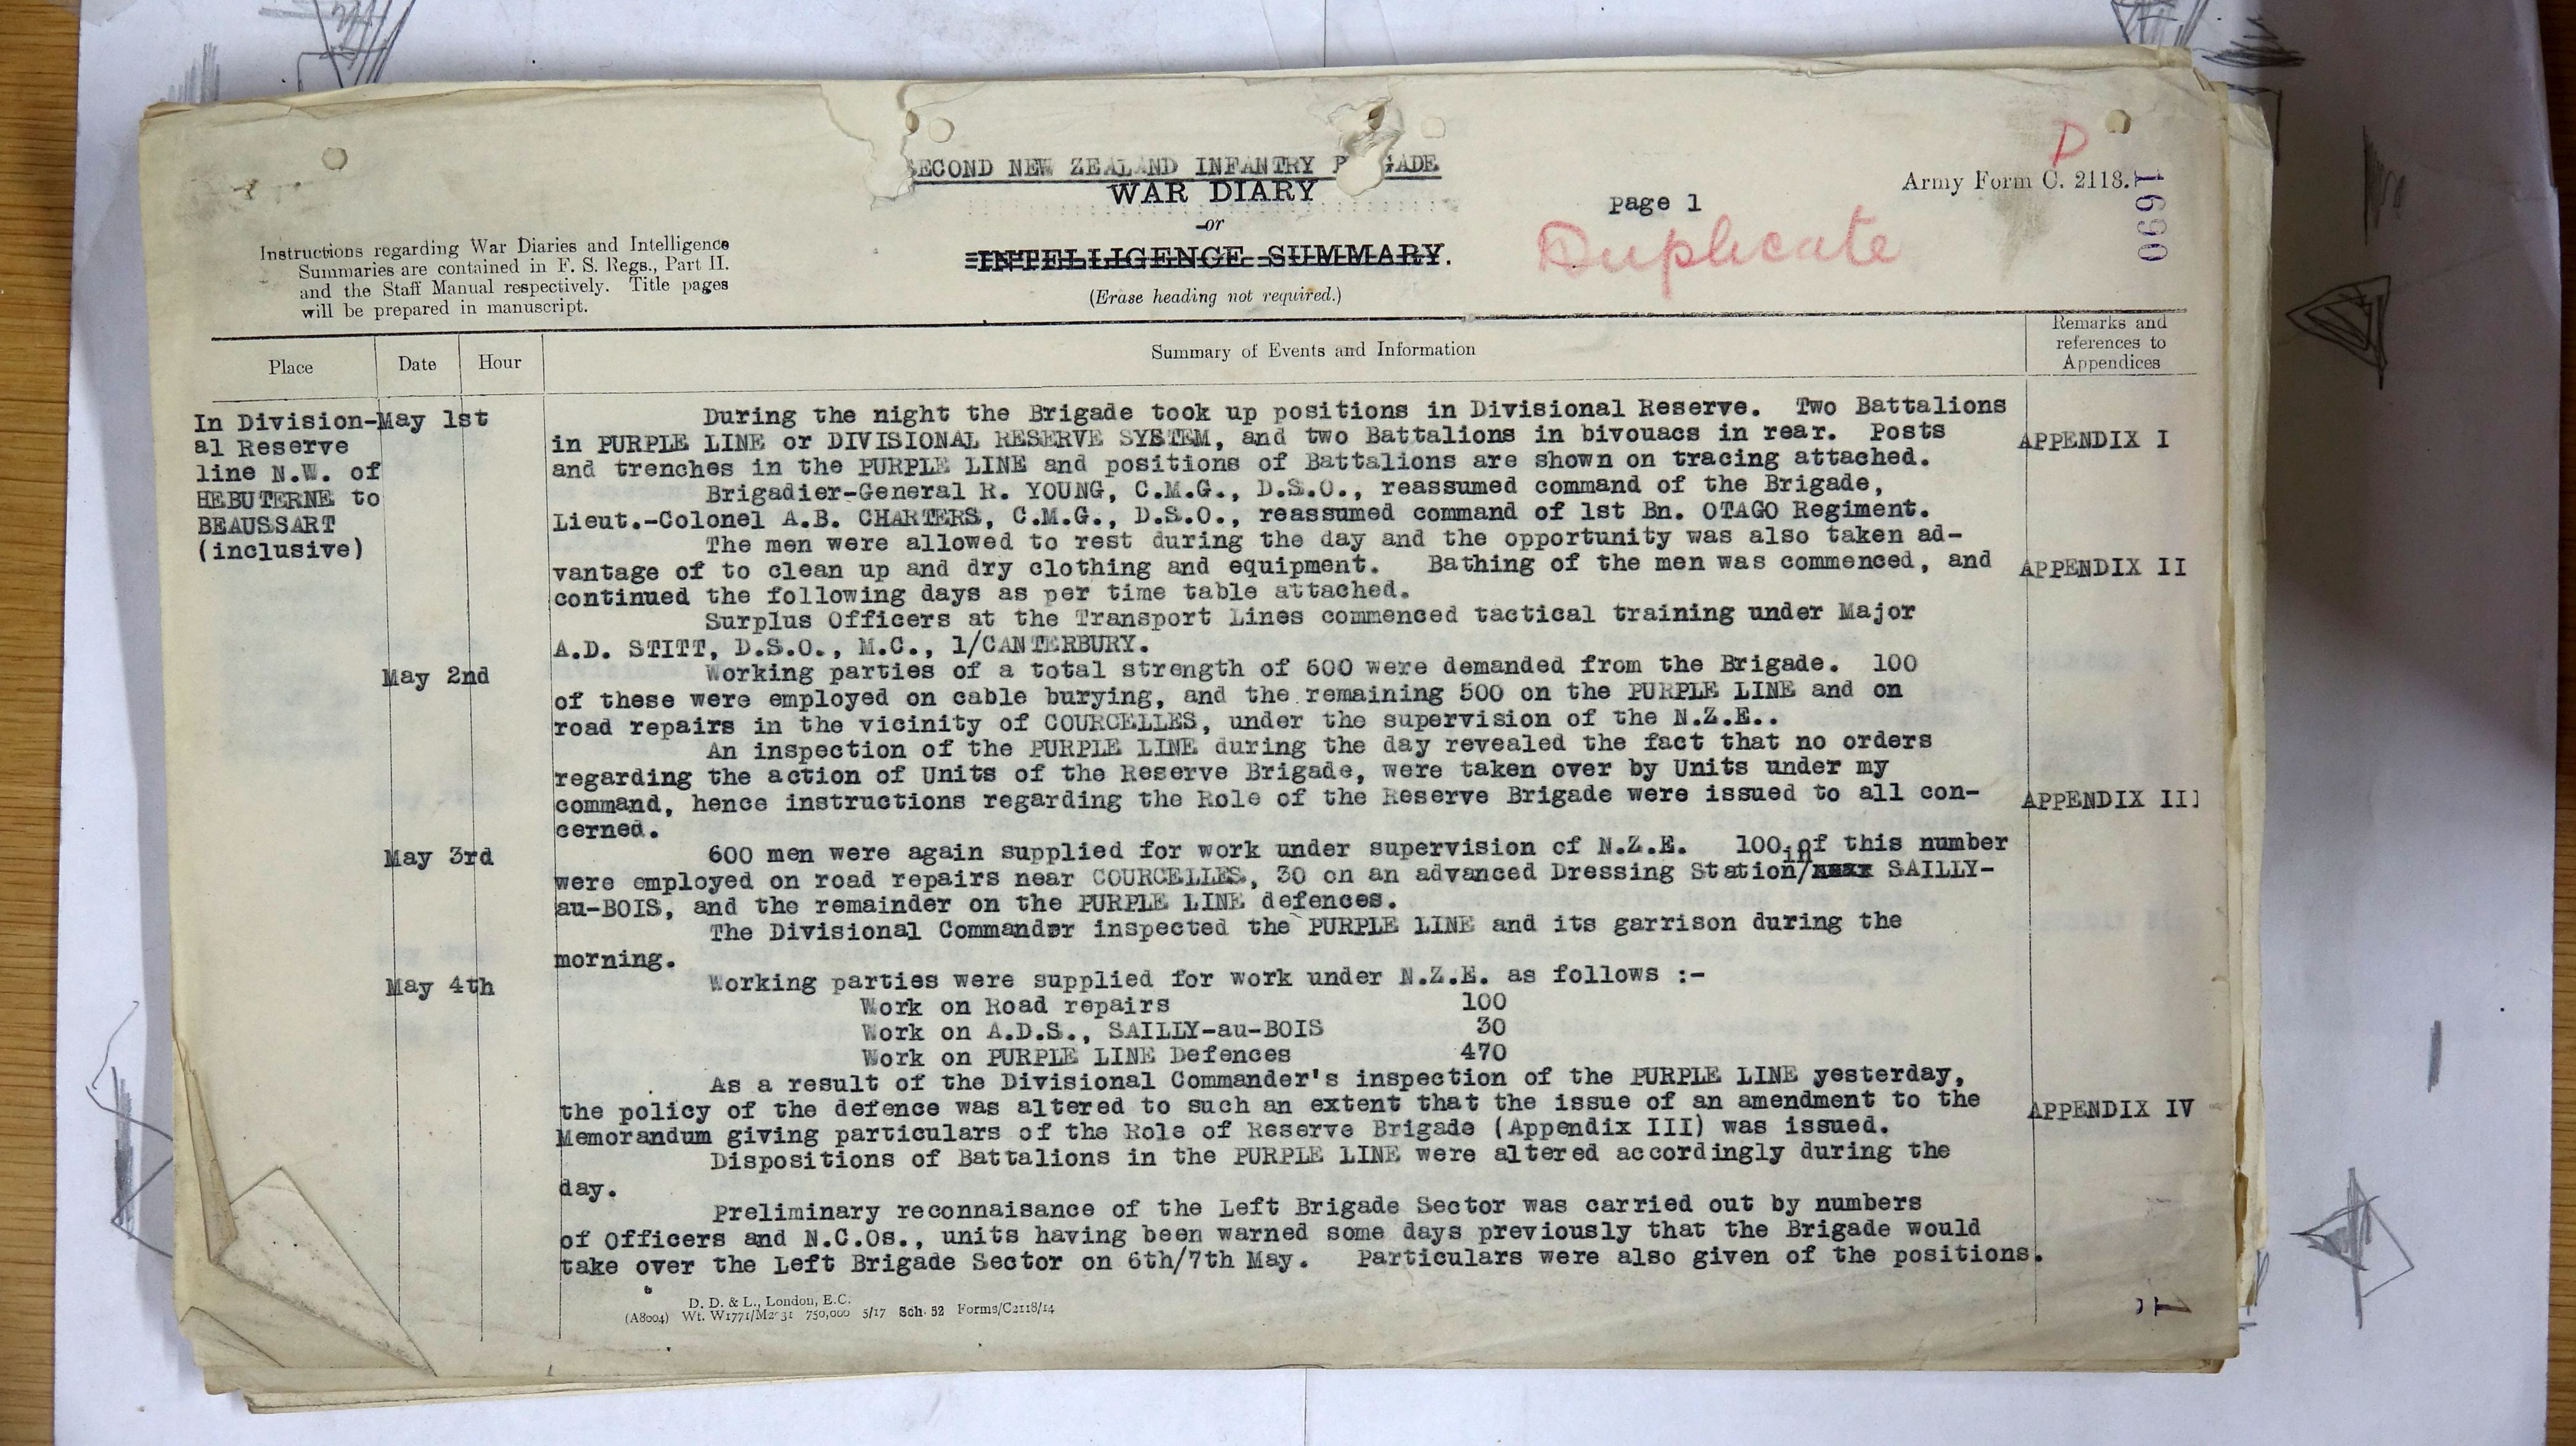 SECOND NEW ZEALAND INFANTRY B GADE
WAR DIARY
or
INTELLIGENCE SUMMARY.
(Erase heading not required.)
Page 1
Duplicate
D
Army Form C. 2118.
1690
Instructions regarding War Diaries and Intelligence
Summaries are contained in F. S. Regs., Part II.
and the Staff Manual respectively. Title pages
will be prepared in manuscript.
Place
Date
Hour
Summary of Events and Information
Remarks and
references to
Appendices
In Division-
al Reserve
line N.W. of
HEBUTERNE to
BEAUSSART
(inclusive)
May 1st
During the night the Brigade took up positions in Divisional Reserve. Two Battalions
in PURPLE LINE or DIVISIONAL RESERVE SYSTEM, and two Battalions in bivouacs in rear. Posts
APPENDIX I
and trenches in the PURPLE LINE and positions of Battalions are shown on tracing attached.
Brigadier-General R. YOUNG, C.M.G., D.S.O., reassumed command of the Brigade,
Lieut.-Colonel A.B. CHARTERS, C.M.G., D.S.O., reassumed command of 1st Bn. OTAGO Regiment.
The men were allowed to rest during the day and the opportunity was also taken ad-
vantage of to clean up and dry clothing and equipment. Bathing of the men was commenced, and
APPENDIX II
continued the following days as per time table attached.
Surplus Officers at the Transport Lines commenced tactical training under Major
A.D. STITT, D.S.O., M.C., 1/CANTERBURY.
May 2nd
Working parties of a total strength of 600 were demanded from the Brigade. 100
of these were employed on cable burying, and the remaining 500 on the PURPLE LINE and on
road repairs in the vicinity of COURCELLES, under the supervision of the N.Z.E..
An inspection of the PURPLE LINE during the day revealed the fact that no orders
regarding the action of Units of the Reserve Brigade, were taken over by Units under my
command, hence instructions regarding the Role of the Reserve Brigade were issued to all con-
APPENDIX III
cerned.
May 3rd
600 men were again supplied for work under supervision of N.Z.E. 100 of this number
were employed on road repairs near COURCELLES, 30 on an advanced Dressing Station/in near SAILLY-
au-BOIS, and the remainder on the PURPLE LINE defences.
The Divisional Commander inspected the PURPLE LINE and its garrison during the
morning.
May 4th
Working parties were supplied for work under N.Z.E. as follows :-
Work on Road repairs 100
Work on A.D.S., SAILLY-au-BOIS 30
Work on PURPLE LINE Defences 470
As a result of the Divisional Commander's inspection of the PURPLE LINE yesterday,
the policy of the defence was altered to such an extent that the issue of an amendment to the
APPENDIX IV
Memorandum giving particulars of the Role of Reserve Brigade (Appendix III) was issued.
Dispositions of Battalions in the PURPLE LINE were altered accordingly during the
day.
Preliminary reconnaisance of the Left Brigade Sector was carried out by numbers
of Officers and N.C.Os., units having been warned some days previously that the Brigade would
take over the Left Brigade Sector on 6th/7th May. Particulars were also given of the positions.
D. D. & L., London, E.C.
(A8004) Wt. W1771/M2 31 750,000 5/17 Sch. 52 Forms/C2118/14